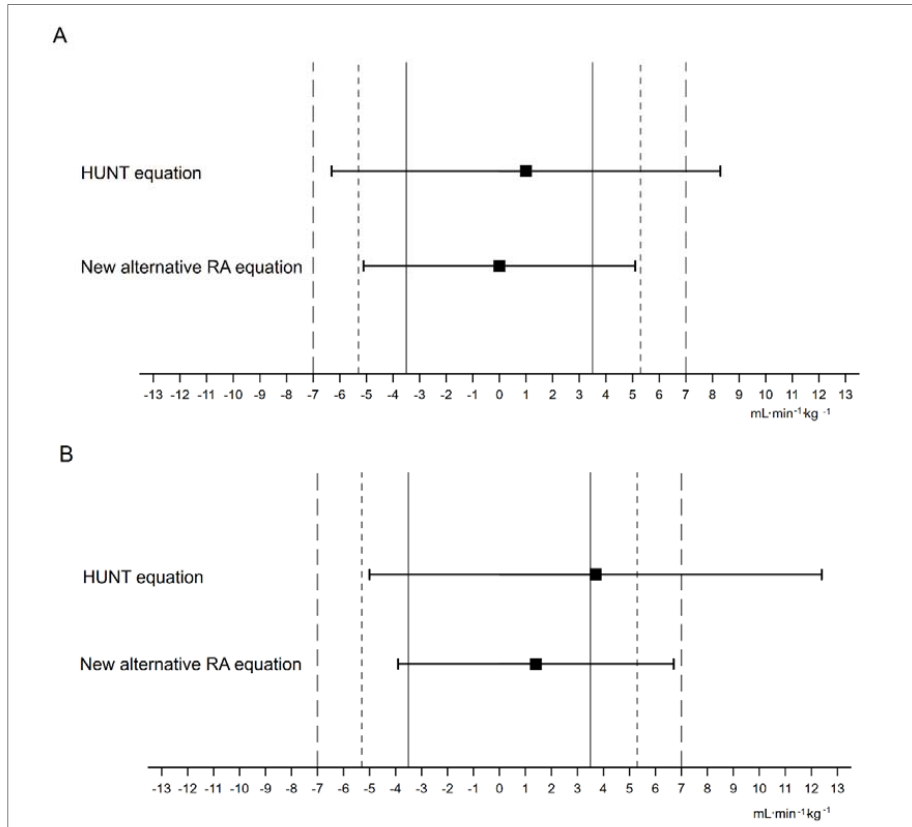 A
HUNT equation
New alternative RA equation
-13 -12 -11 -10 -9 -8 -7 -6 -5 -4 -3 -2 -1 0 1 2 3 4 5 6 7 8 9 10 11 12 13
mL·min⁻¹kg ⁻¹
B
HUNT equation
New alternative RA equation
-13 -12 -11 -10 -9 -8 -7 -6 -5 -4 -3 -2 -1 0 1 2 3 4 5 6 7 8 9 10 11 12 13
mL·min⁻¹kg⁻¹